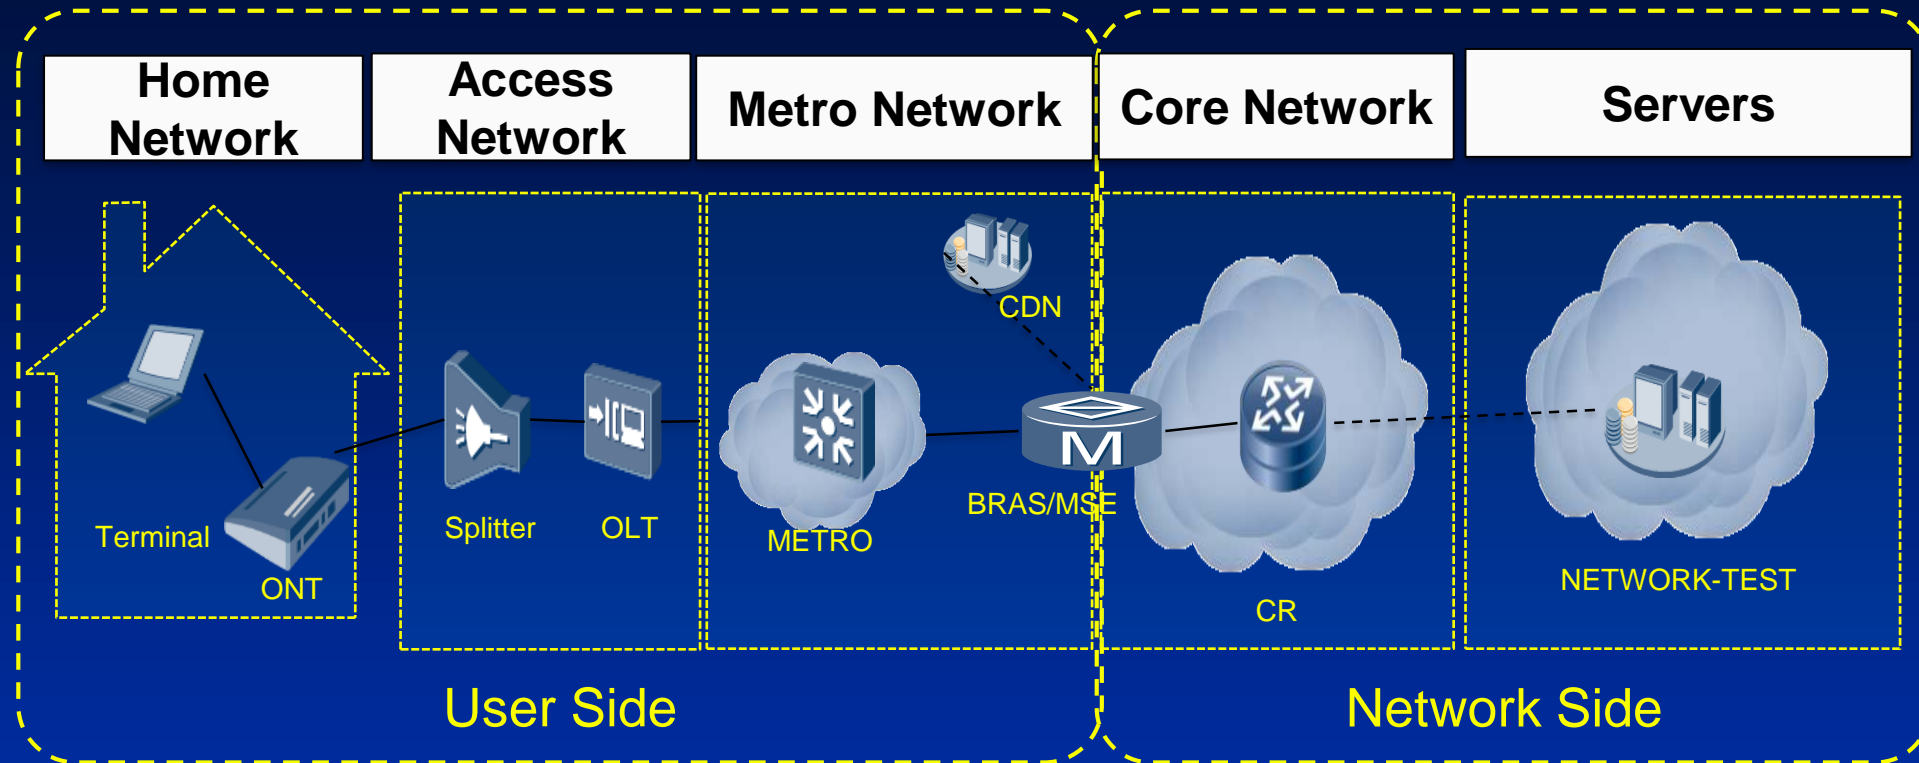 Home
Network
Access
Network
Metro Network
Core Network
Servers
CDN
M
BRAS/MSE
Terminal
ONT
Splitter
OLT
METRO
CR
NETWORK-TEST
User Side
Network Side